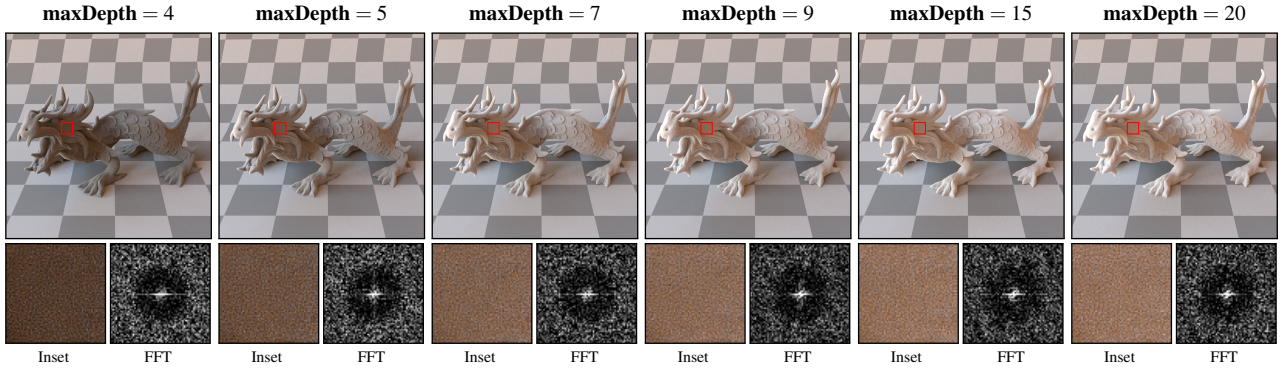 maxDepth = 4 maxDepth = 5 maxDepth = 7 maxDepth = 9 maxDepth = 15 maxDepth = 20
Inset FFT Inset FFT Inset FFT Inset FFT Inset FFT Inset FFT